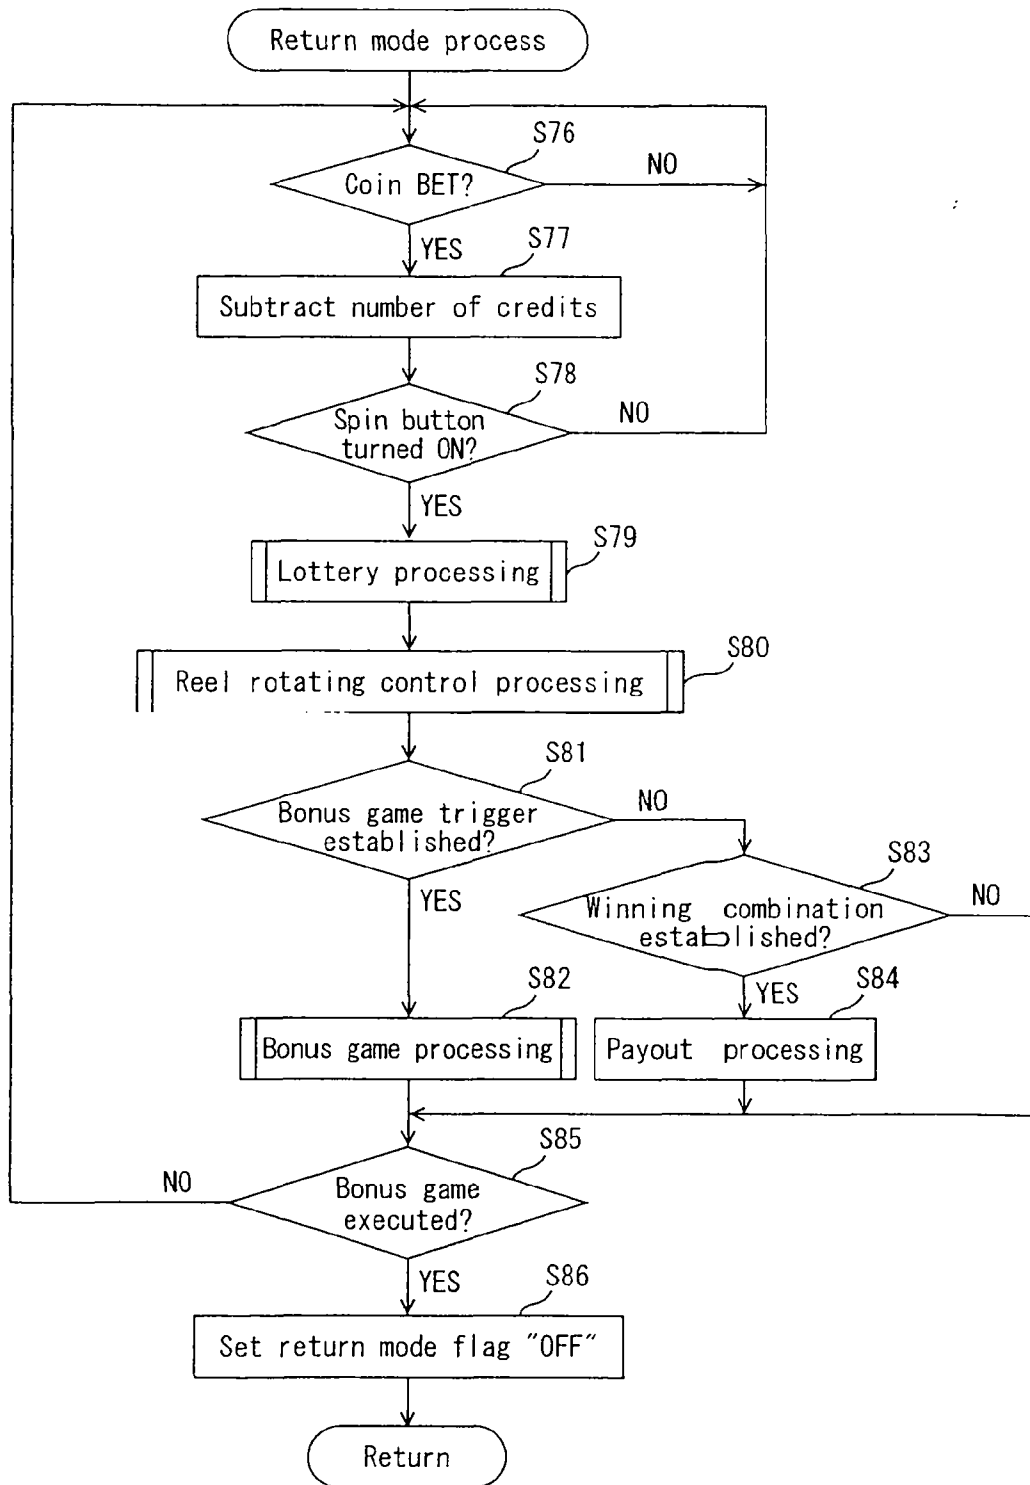 Return mode process
S76
Coin BET?
NO
YES
S77
Subtract number of credits
S78
Spin button
turned ON?
NO
YES
S79
Lottery processing
S80
Reel rotating control processing
S81
Bonus game trigger
established?
NO
YES
S83
Winning combination
established?
NO
YES
S82
Bonus game processing
S84
Payout processing
S85
Bonus game
executed?
NO
YES
S86
Set return mode flag "OFF"
Return